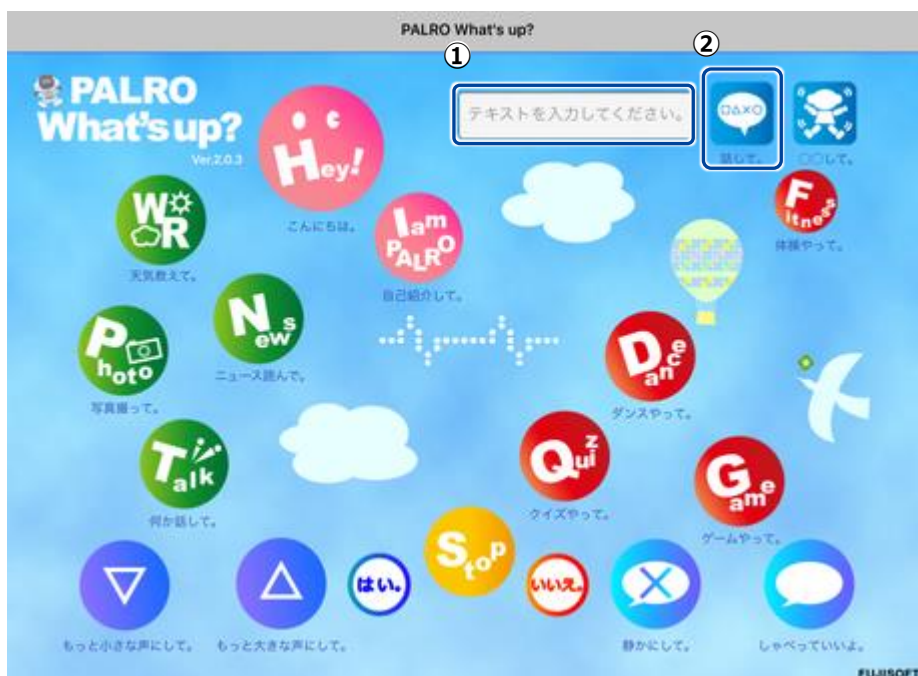 PALRO What's up?
①
②
PALRO
What's up?
Ver.2.0.3
Hey!
こんにちは。
テキストを入力してください。
□△×○
話して。
○○して。
WR
天気教えて。
I am PALRO
自己紹介して。
Fitness
体操やって。
News
ニュース読んで。
Photo
写真撮って。
Dance
ダンスやって。
Talk
何か話して。
Quiz
クイズやって。
Game
ゲームやって。
Stop
はい。
いいえ。
もっと小さな声にして。
もっと大きな声にして。
静かにして。
しゃべっていいよ。
FUJISOFT